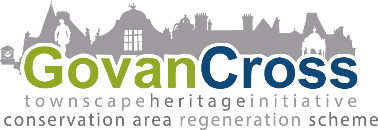 GovanCross
townscapeheritageinitiative
conservation area regeneration scheme